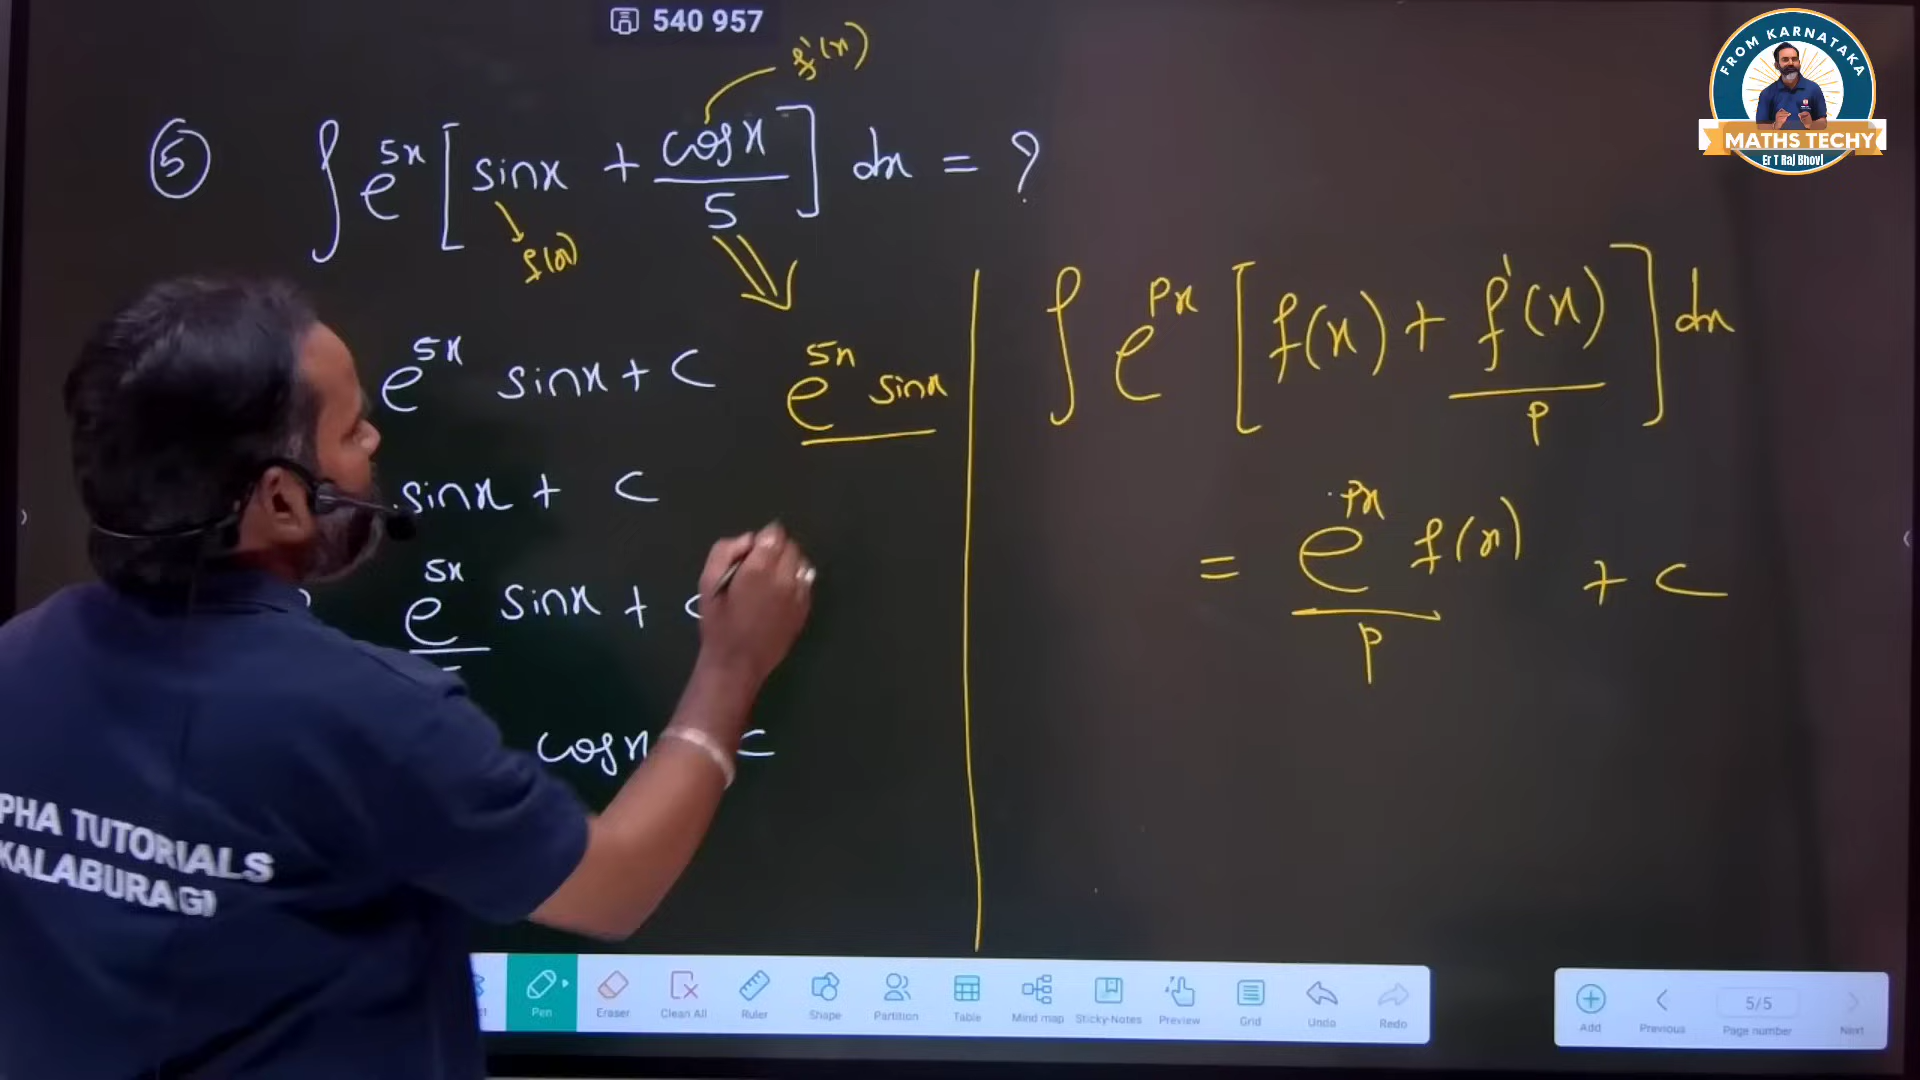 540 957
FROM KARNATAKA
MATHS TECHY
Er T Raj Bhovi
f'(x)
5 ∫ e^{5x} [ sinx + cosx/5 ] dx = ?
f(x)
∫ e^{px} [ f(x) + f'(x)/p ] dx
e^{5x} sinx + c
e^{5x} sinx
sinx + c
= e^{px} f(x)/p + c
e^{5x} sinx + c
cosx c
PHA TUTORIALS
KALABURAGI
Pen
Eraser
Clean All
Ruler
Shape
Partition
Table
Mind map
Sticky-Notes
Preview
Grid
Undo
Redo
Add
Previous
5/5
Page number
Next